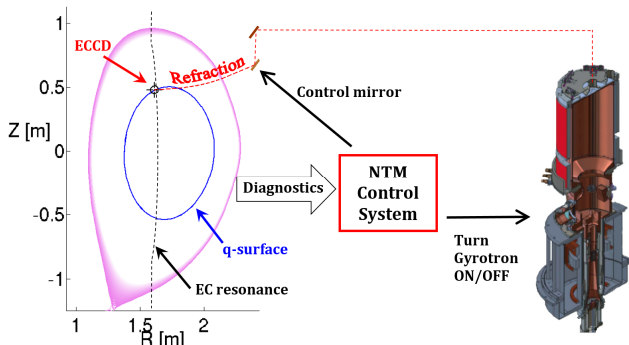 1
ECCD
Refraction
0.5
Control mirror
Z [m]
0
Diagnostics
NTM
Control
System
-0.5
q-surface
Turn
Gyrotron
ON/OFF
-1
EC resonance
1
1.5
2
R [m]